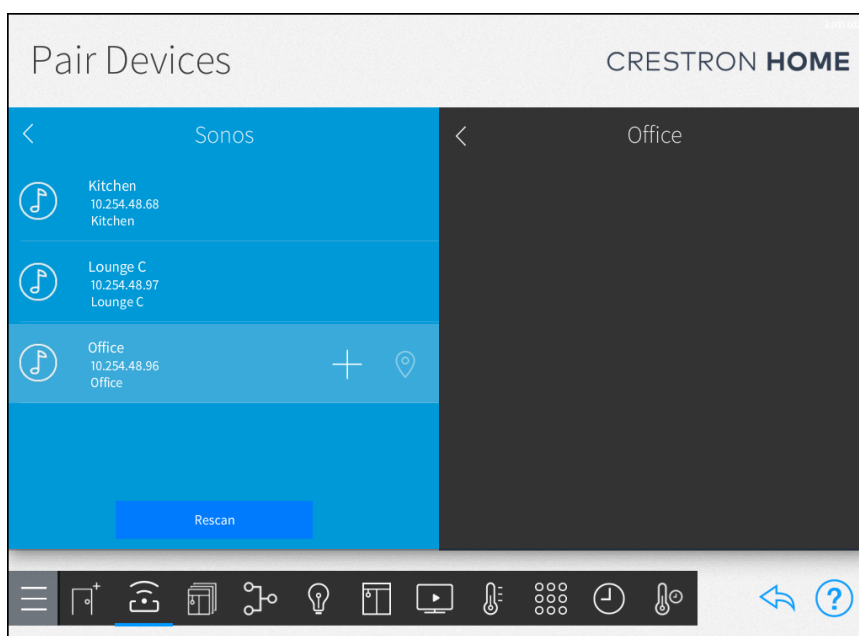 Pair Devices
CRESTRON HOME
Sonos
Office
Kitchen
10.254.48.68
Kitchen
Lounge C
10.254.48.97
Lounge C
Office
10.254.48.96
Office
Rescan
?